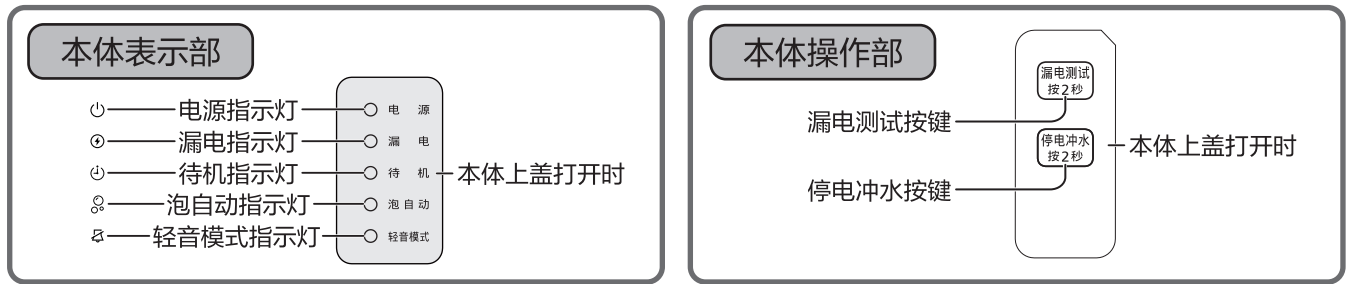 本体表示部
电源指示灯
电 源
漏电指示灯
漏 电
待机指示灯
待 机
本体上盖打开时
泡自动指示灯
泡自动
轻音模式指示灯
轻音模式
本体操作部
漏电测试
按2秒
漏电测试按键
停电冲水
按2秒
本体上盖打开时
停电冲水按键